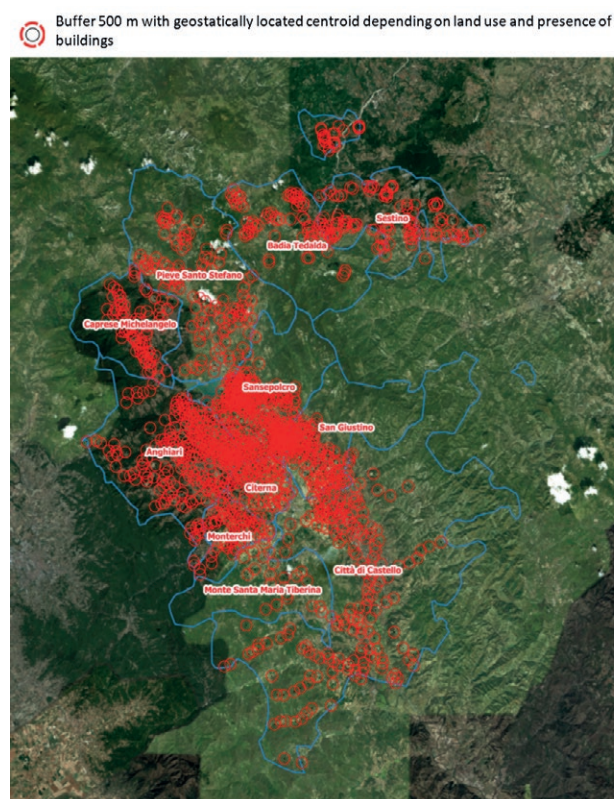 Buffer 500 m with geostatically located centroid depending on land use and presence of
buildings
Sestino
Badia Tedalda
Pieve Santo Stefano
Caprese Michelangelo
Sansepolcro
San Giustino
Anghiari
Citerna
Monterchi
Città di Castello
Monte Santa Maria Tiberina